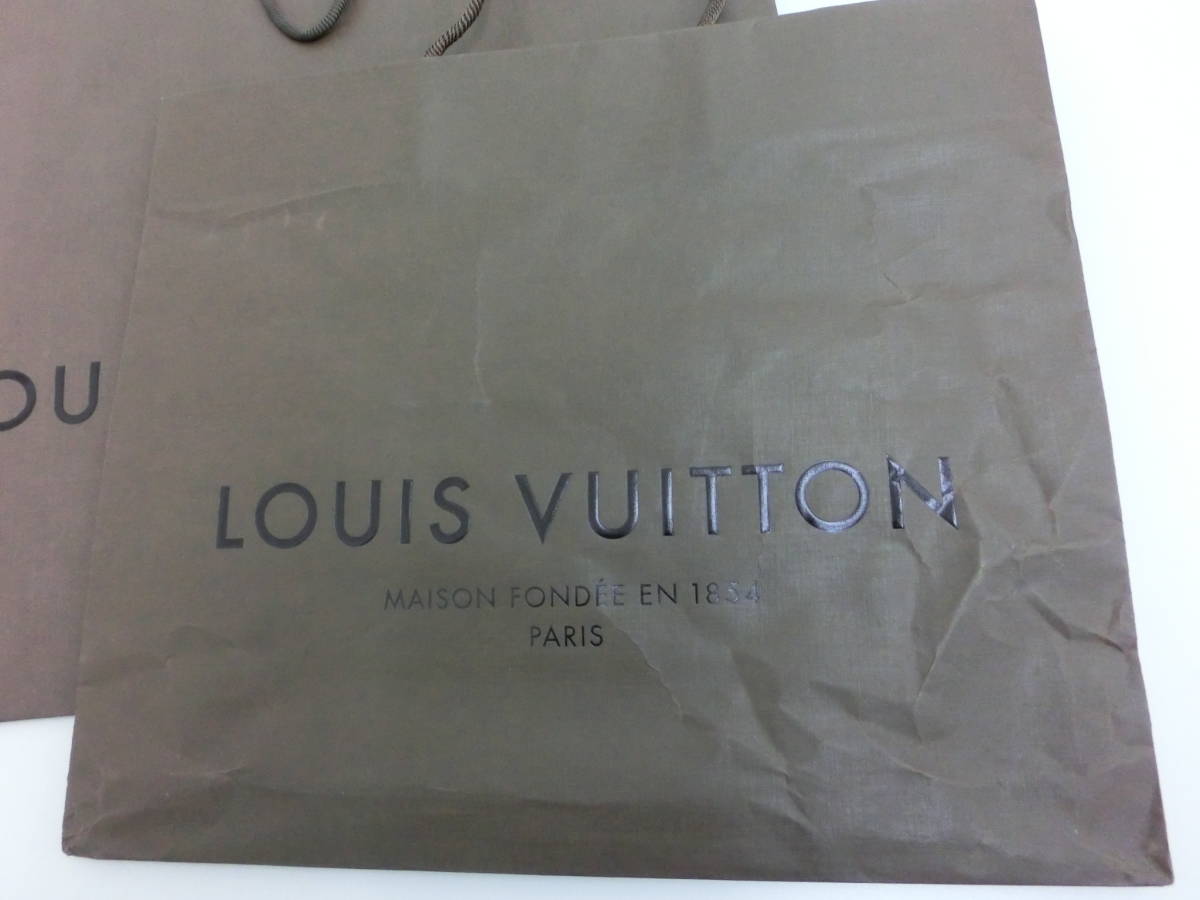 OU
LOUIS VUITTON
MAISON FONDÉE EN 1854
PARIS